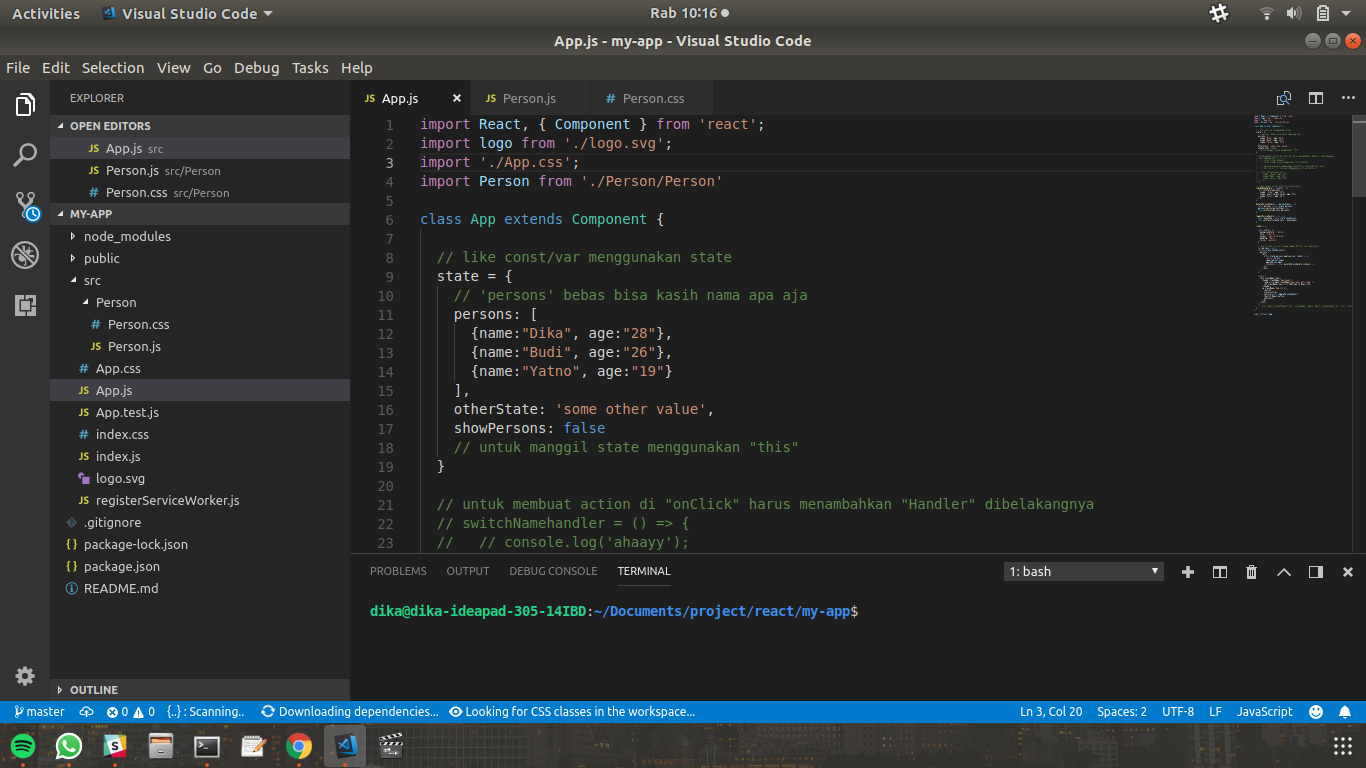 Activities Visual Studio Code Rab 10:16
App.js - my-app - Visual Studio Code
File Edit Selection View Go Debug Tasks Help
EXPLORER
OPEN EDITORS
JS App.js src
JS Person.js src/Person
# Person.css src/Person
MY-APP
node_modules
public
src
Person
# Person.css
JS Person.js
# App.css
JS App.js
JS App.test.js
# index.css
JS index.js
logo.svg
JS registerServiceWorker.js
.gitignore
{} package-lock.json
{} package.json
README.md
OUTLINE
JS App.js × JS Person.js # Person.css
1 import React, { Component } from 'react';
2 import logo from './logo.svg';
3 import './App.css';
4 import Person from './Person/Person'
5
6 class App extends Component {
7
8 // like const/var menggunakan state
9 state = {
10 // 'persons' bebas bisa kasih nama apa aja
11 persons: [
12 {name:"Dika", age:"28"},
13 {name:"Budi", age:"26"},
14 {name:"Yatno", age:"19"}
15 ],
16 otherState: 'some other value',
17 showPersons: false
18 // untuk manggil state menggunakan "this"
19 }
20
21 // untuk membuat action di "onClick" harus menambahkan "Handler" dibelakangnya
22 // switchNamehandler = () => {
23 // // console.log('ahaayy');
PROBLEMS OUTPUT DEBUG CONSOLE TERMINAL 1: bash
dika@dika-ideapad-305-14IBD:~/Documents/project/react/my-app$
master 0 0 {..} : Scanning.. Downloading dependencies... Looking for CSS classes in the workspace... Ln 3, Col 20 Spaces: 2 UTF-8 LF JavaScript